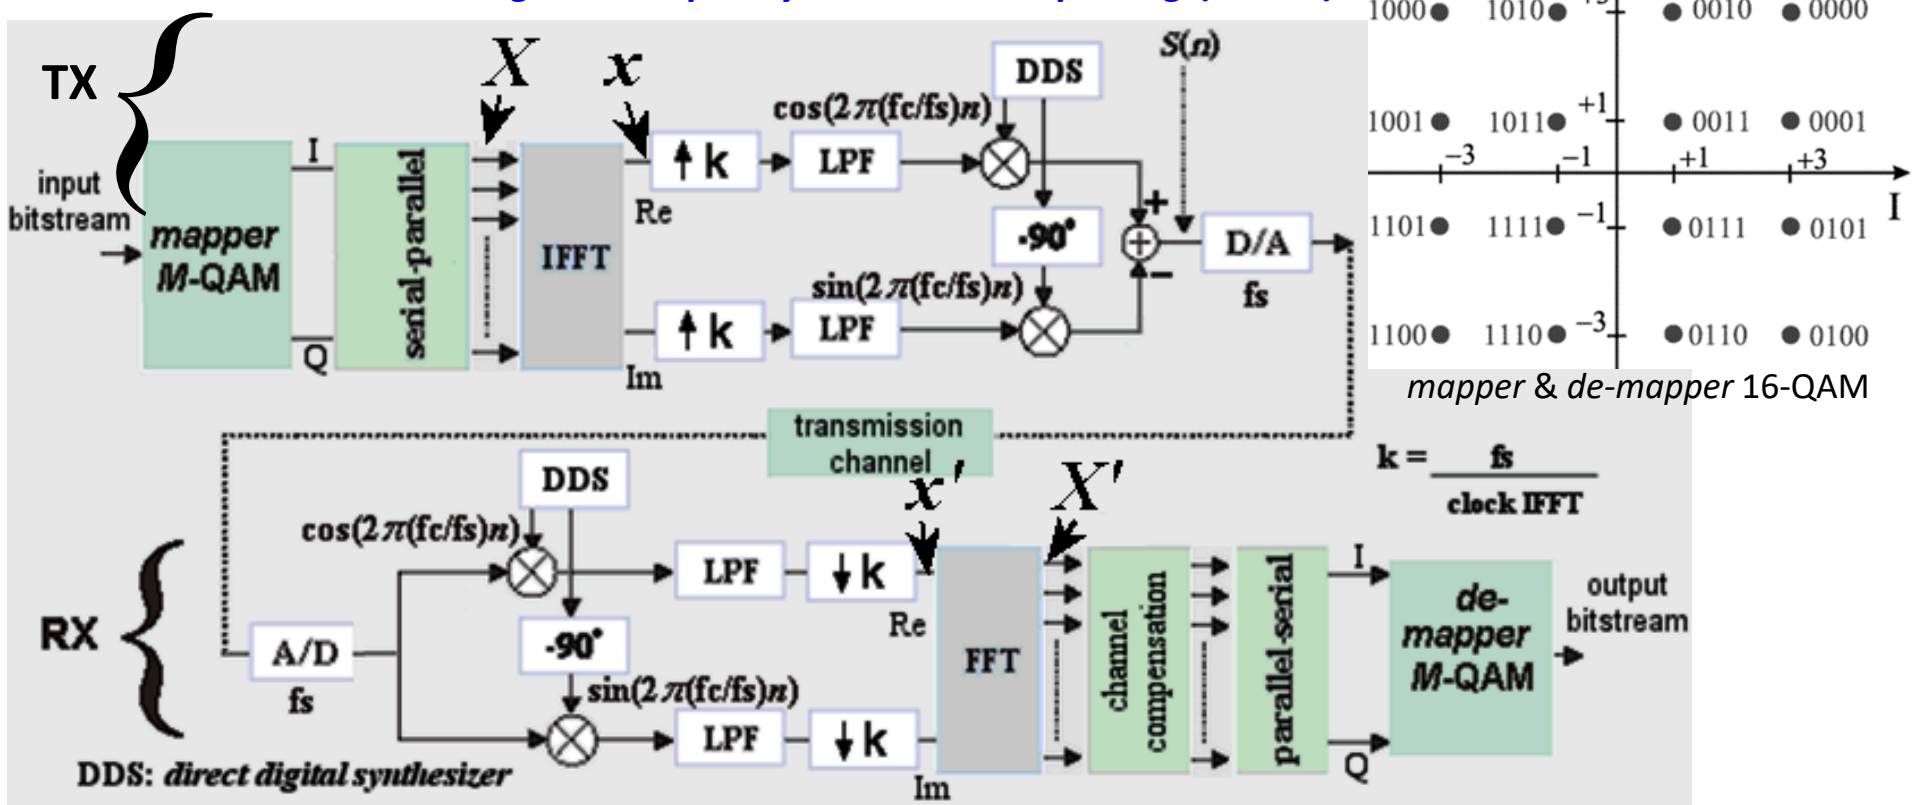 TX
input
bitstream
mapper
M-QAM
I
Q
serial-parallel
X
IFFT
x
Re
Im
↑ k
↑ k
LPF
LPF
cos(2π(fc/fs)n)
DDS
-90°
sin(2π(fc/fs)n)
+
+
−
S(n)
D/A
fs
1000
1010
0010
0000
1001
1011
+1
0011
0001
−3
−1
+1
+3
I
1101
1111
−1
0111
0101
1100
1110
−3
0110
0100
mapper & de-mapper 16-QAM
transmission
channel
k = fs
clock IFFT
RX
A/D
fs
DDS
cos(2π(fc/fs)n)
-90°
sin(2π(fc/fs)n)
LPF
LPF
↓ k
↓ k
x'
Re
Im
FFT
X'
channel
compensation
parallel-serial
I
Q
de-
mapper
M-QAM
output
bitstream
DDS: direct digital synthesizer